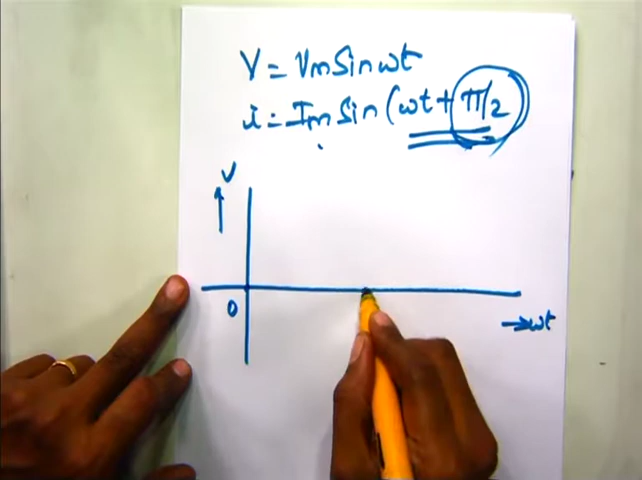 V = Vm Sin ωt
i = Im Sin (ωt + π/2
V
0
ωt